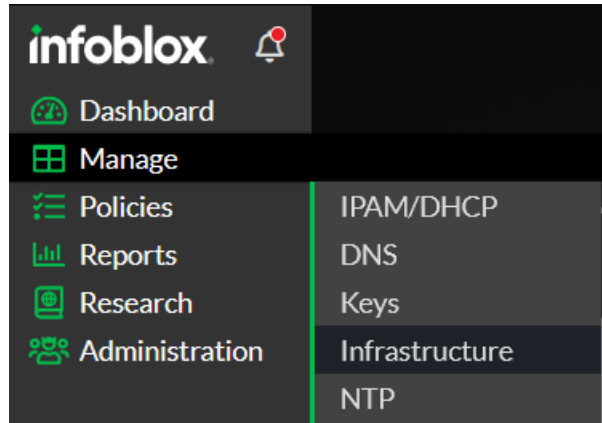 infoblox.
Dashboard
Manage
Policies
Reports
Research
Administration
IPAM/DHCP
DNS
Keys
Infrastructure
NTP